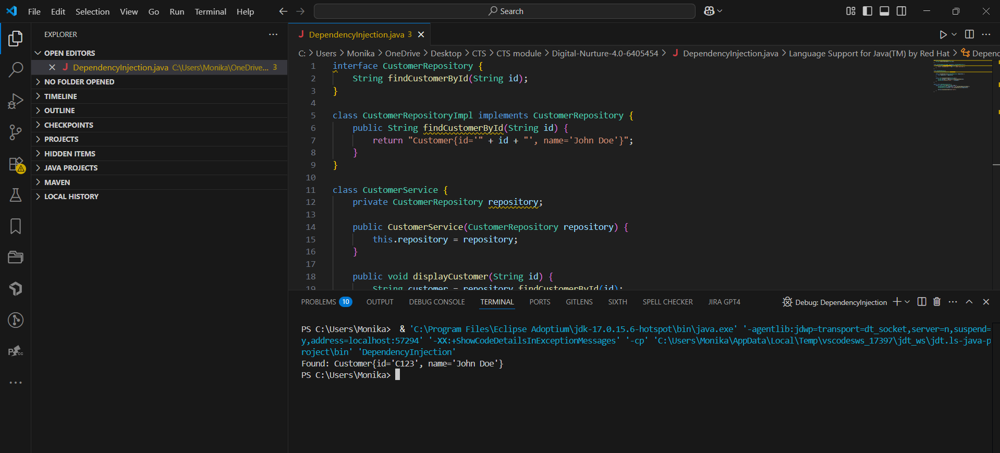 File Edit Selection View Go Run Terminal Help
Search
EXPLORER
OPEN EDITORS
DependencyInjection.java C:\Users\Monika\OneDrive... 3
NO FOLDER OPENED
TIMELINE
OUTLINE
CHECKPOINTS
PROJECTS
HIDDEN ITEMS
JAVA PROJECTS
MAVEN
LOCAL HISTORY
DependencyInjection.java 3
C: > Users > Monika > OneDrive > Desktop > CTS > CTS module > Digital-Nurture-4.0-6405454 > J DependencyInjection.java > Language Support for Java(TM) by Red Hat > Depenc
1 interface CustomerRepository {
2 String findCustomerById(String id);
3 }
4
5 class CustomerRepositoryImpl implements CustomerRepository {
6 public String findCustomerById(String id) {
7 return "Customer{id='" + id + "', name='John Doe'}";
8 }
9 }
10
11 class CustomerService {
12 private CustomerRepository repository;
13
14 public CustomerService(CustomerRepository repository) {
15 this.repository = repository;
16 }
17
18 public void displayCustomer(String id) {
19 String customer = repository.findCustomerById(id);
PROBLEMS 10 OUTPUT DEBUG CONSOLE TERMINAL PORTS GITLENS SIXTH SPELL CHECKER JIRA GPT4
Debug: DependencyInjection
PS C:\Users\Monika>  & 'C:\Program Files\Eclipse Adoptium\jdk-17.0.15.6-hotspot\bin\java.exe' '-agentlib:jdwp=transport=dt_socket,server=n,suspend=
y,address=localhost:57294' '-XX:+ShowCodeDetailsInExceptionMessages' '-cp' 'C:\Users\Monika\AppData\Local\Temp\vscodesws_17397\jdt_ws\jdt.ls-java-p
roject\bin' 'DependencyInjection'
Found: Customer{id='C123', name='John Doe'}
PS C:\Users\Monika>